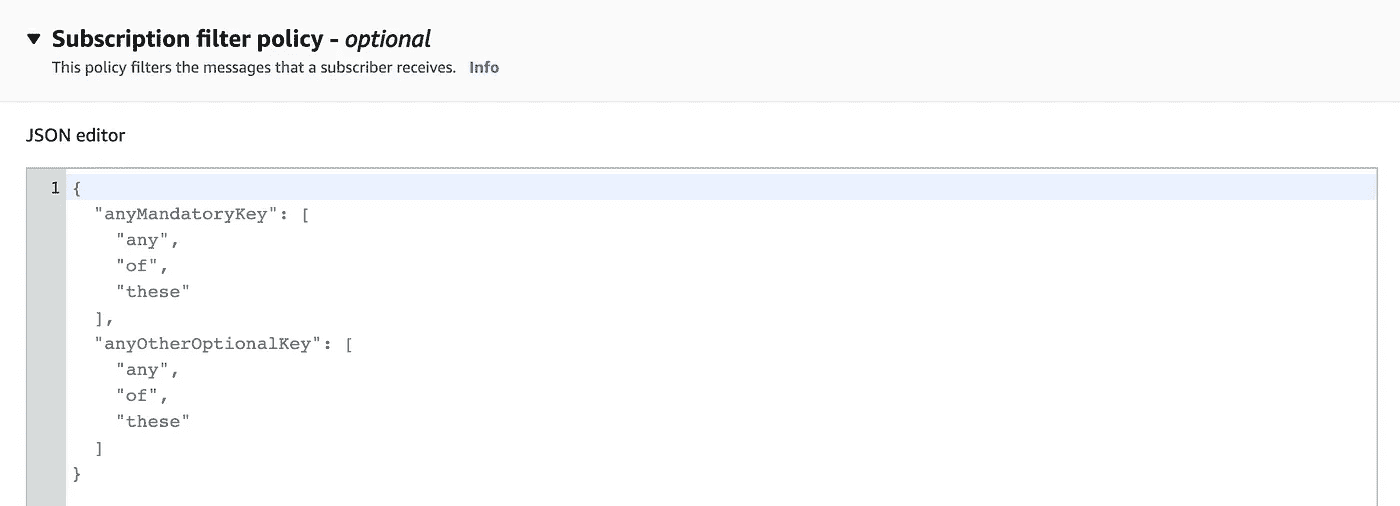 ▼ Subscription filter policy - optional
This policy filters the messages that a subscriber receives. Info
JSON editor
1 {
"anyMandatoryKey": [
"any",
"of",
"these"
],
"anyOtherOptionalKey": [
"any",
"of",
"these"
]
}